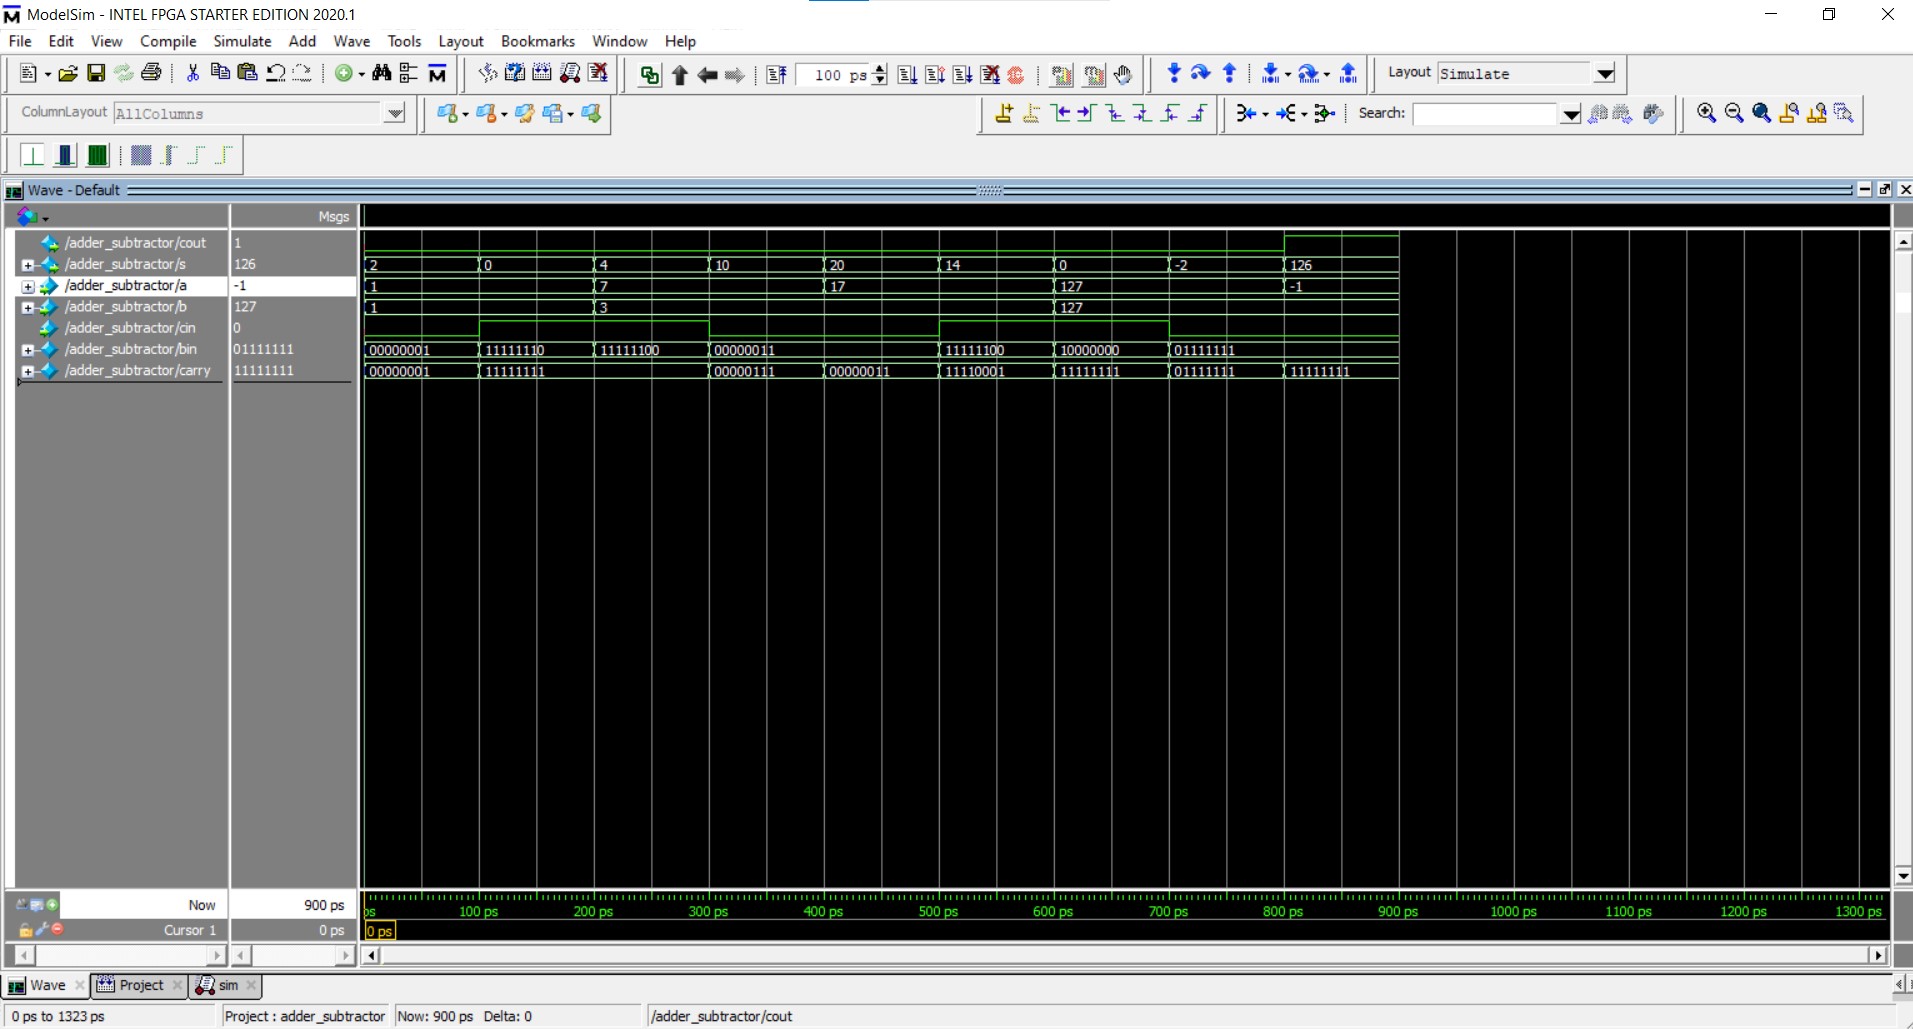 ModelSim - INTEL FPGA STARTER EDITION 2020.1
File Edit View Compile Simulate Add Wave Tools Layout Bookmarks Window Help
100 ps Layout Simulate
ColumnLayout AllColumns Search:
Wave - Default
Msgs
/adder_subtractor/cout 1
/adder_subtractor/s 126 2 0 4 10 20 14 0 -2 126
/adder_subtractor/a -1 1 7 17 127 -1
/adder_subtractor/b 127 1 3 127
/adder_subtractor/cin 0
/adder_subtractor/bin 01111111 00000001 11111110 11111100 00000011 11111100 10000000 01111111
/adder_subtractor/carry 11111111 00000001 11111111 00000111 00000011 11110001 11111111 01111111 11111111
Now 900 ps ps 100 ps 200 ps 300 ps 400 ps 500 ps 600 ps 700 ps 800 ps 900 ps 1000 ps 1100 ps 1200 ps 1300 ps
Cursor 1 0 ps 0 ps
Wave Project sim
0 ps to 1323 ps Project : adder_subtractor Now: 900 ps Delta: 0 /adder_subtractor/cout